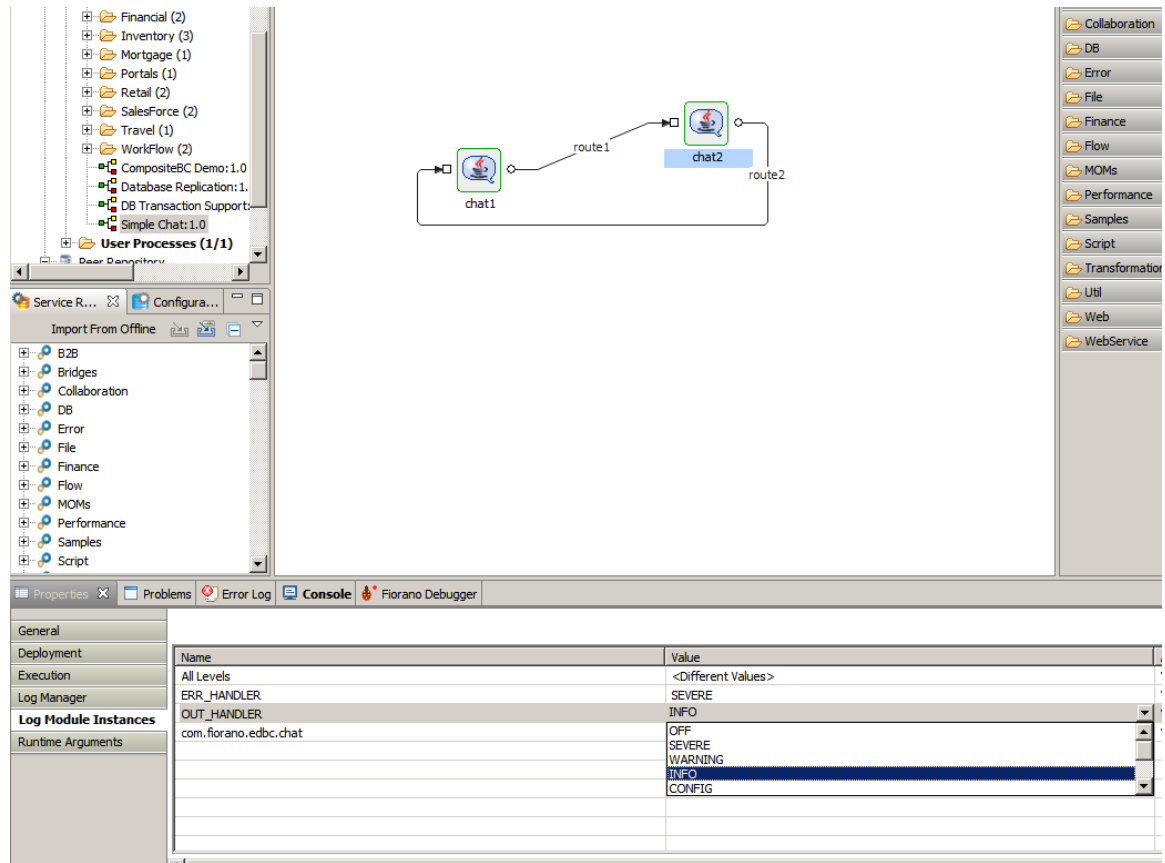 Financial (2)
Inventory (3)
Mortgage (1)
Portals (1)
Retail (2)
SalesForce (2)
Travel (1)
WorkFlow (2)
CompositeBC Demo:1.0
Database Replication:1.
DB Transaction Support:
Simple Chat:1.0
User Processes (1/1)
Peer Repository
Service R... Configura...
Import From Offline
B2B
Bridges
Collaboration
DB
Error
File
Finance
Flow
MOMs
Performance
Samples
Script
route1
chat2
route2
chat1
Collaboration
DB
Error
File
Finance
Flow
MOMs
Performance
Samples
Script
Transformation
Util
Web
WebService
Properties Problems Error Log Console Fiorano Debugger
General
Deployment
Execution
Log Manager
Log Module Instances
Runtime Arguments
Name Value
All Levels <Different Values>
ERR_HANDLER SEVERE
OUT_HANDLER INFO
com.fiorano.edbc.chat
OFF
SEVERE
WARNING
INFO
CONFIG